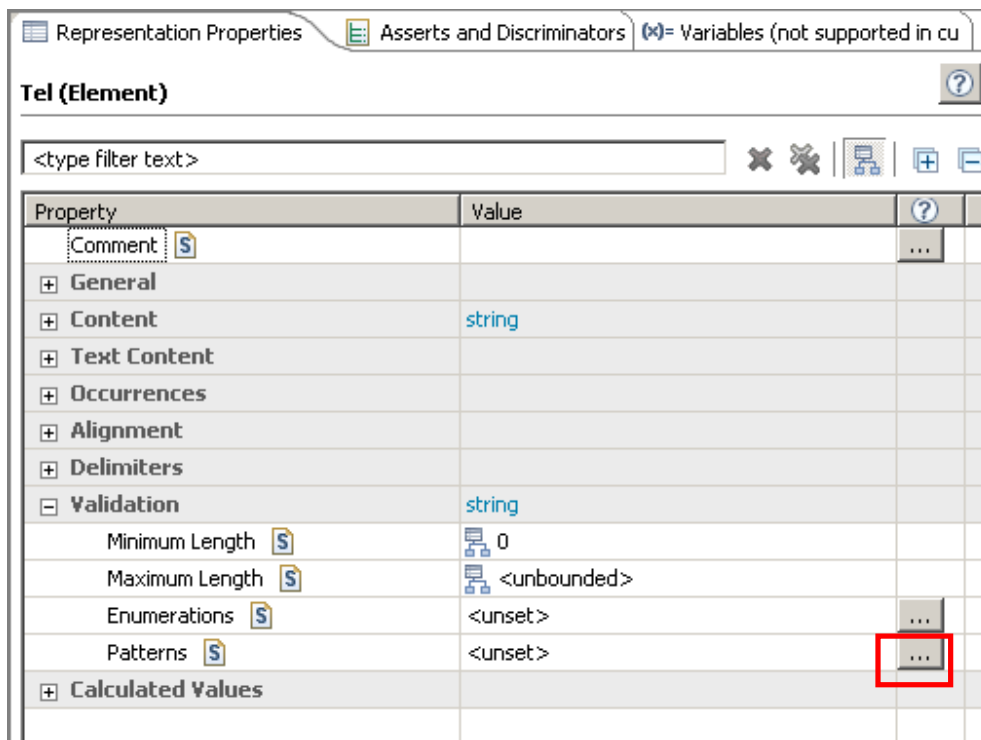 Representation Properties Asserts and Discriminators (x)= Variables (not supported in cu
Tel (Element)
<type filter text>
Property Value
Comment S ...
General
Content string
Text Content
Occurrences
Alignment
Delimiters
Validation string
Minimum Length S 0
Maximum Length S <unbounded>
Enumerations S <unset> ...
Patterns S <unset> ...
Calculated Values